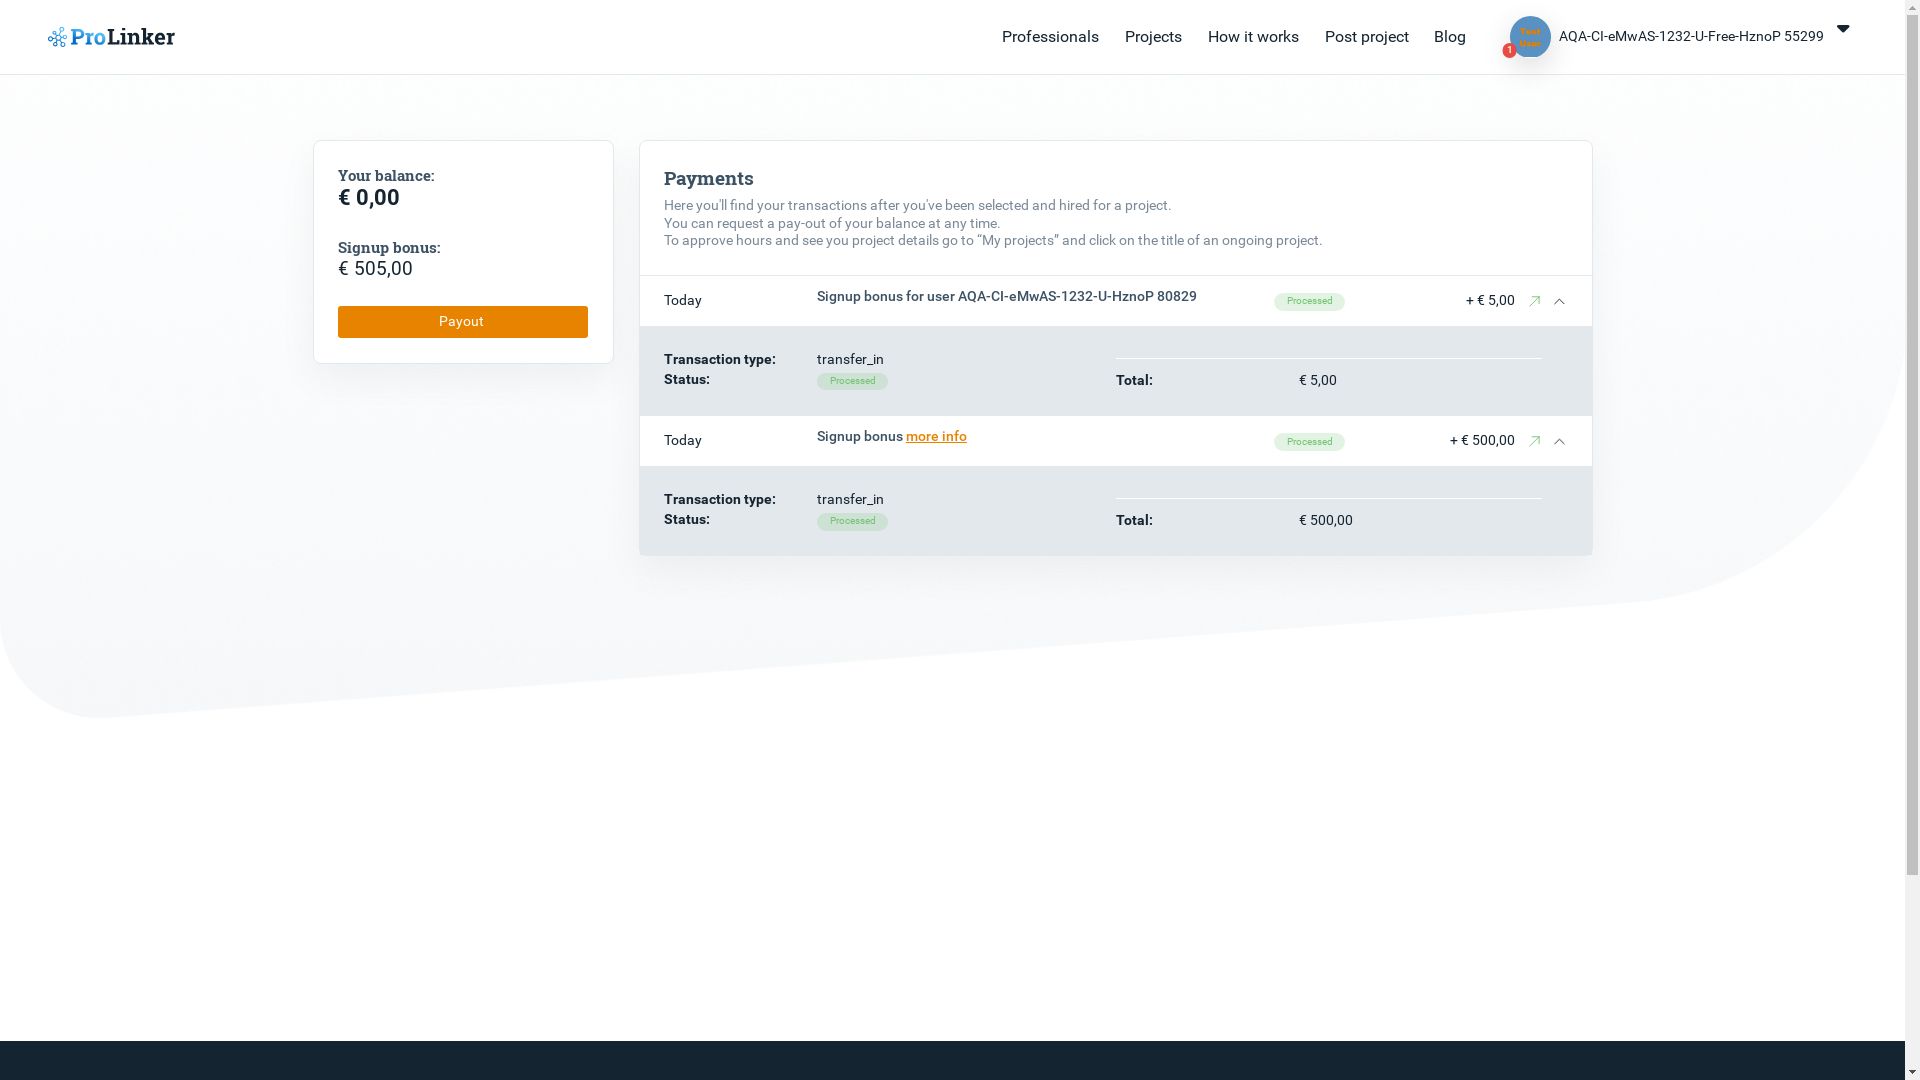 ProLinker
Professionals
Projects
How it works
Post project
Blog
Test
User
1
AQA-CI-eMwAS-1232-U-Free-HznoP 55299
Your balance:
€ 0,00
Signup bonus:
€ 505,00
Payout
Payments
Here you'll find your transactions after you've been selected and hired for a project.
You can request a pay-out of your balance at any time.
To approve hours and see you project details go to “My projects” and click on the title of an ongoing project.
Today
Signup bonus for user AQA-CI-eMwAS-1232-U-HznoP 80829
Processed
+ € 5,00
Transaction type:
transfer_in
Status:
Processed
Total:
€ 5,00
Today
Signup bonus more info
Processed
+ € 500,00
Transaction type:
transfer_in
Status:
Processed
Total:
€ 500,00